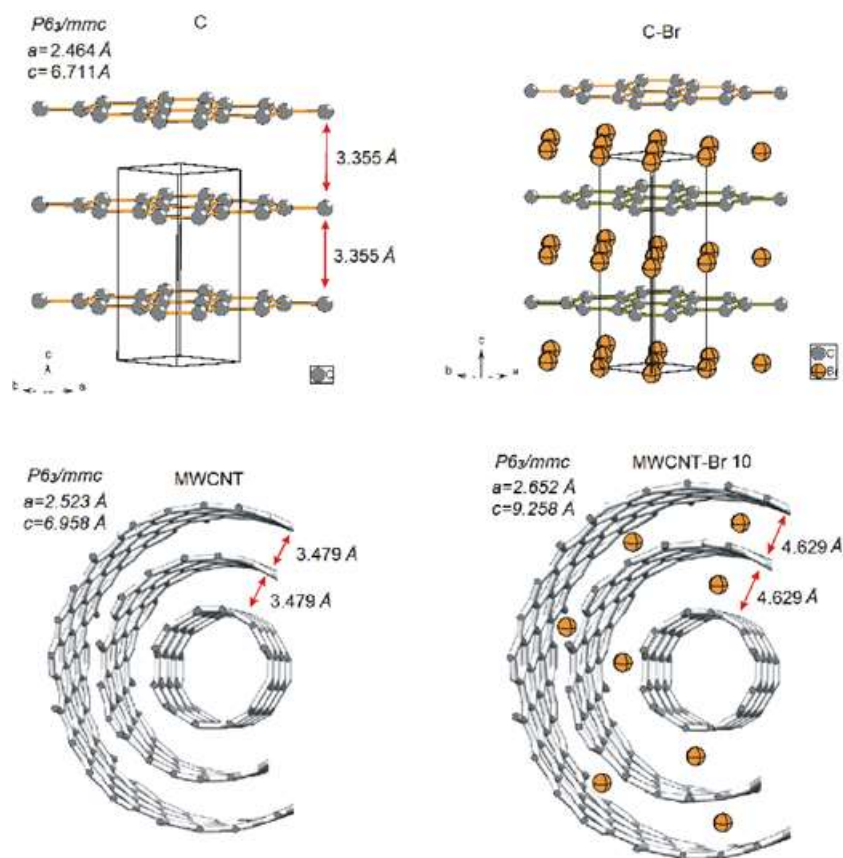 P6₃/mmc
a=2.464 Å
c=6.711 Å
C
3.355 Å
3.355 Å
c
b
a
C
C-Br
c
b
a
C
Br
P6₃/mmc
a=2.523 Å
c=6.958 Å
MWCNT
3.479 Å
3.479 Å
P6₃/mmc
a=2.652 Å
c=9.258 Å
MWCNT-Br 10
4.629 Å
4.629 Å